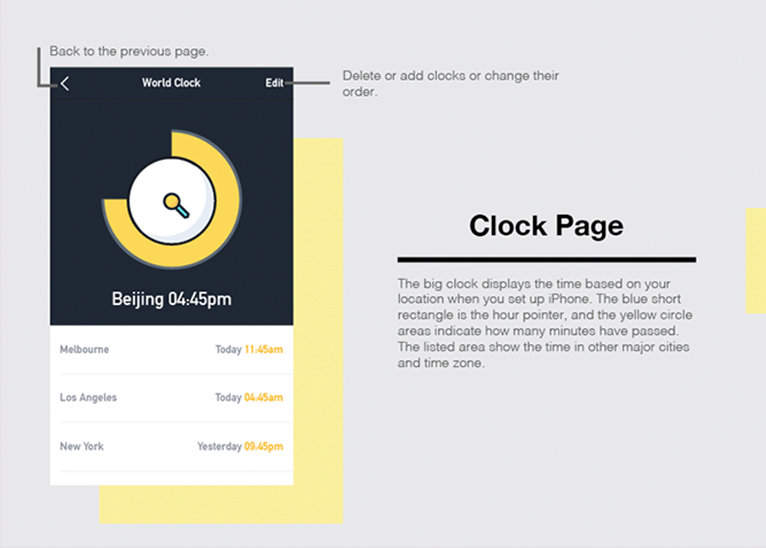 Back to the previous page.
World Clock
Edit
Delete or add clocks or change their
order.
Beijing 04:45pm
Melbourne Today 11:45am
Los Angeles Today 04:45am
New York Yesterday 09:45pm
Clock Page
The big clock displays the time based on your
location when you set up iPhone. The blue short
rectangle is the hour pointer, and the yellow circle
areas indicate how many minutes have passed.
The listed area show the time in other major cities
and time zone.